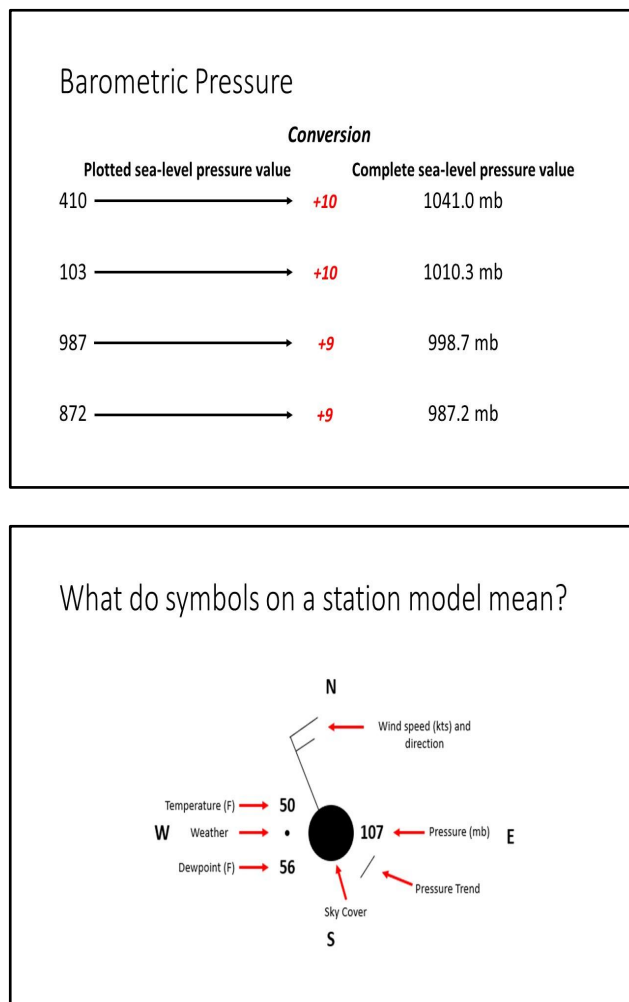 Barometric Pressure
Conversion
Plotted sea-level pressure value Complete sea-level pressure value
410 +10 1041.0 mb
103 +10 1010.3 mb
987 +9 998.7 mb
872 +9 987.2 mb
What do symbols on a station model mean?
N
Wind speed (kts) and
direction
Temperature (F) 50
W Weather 107 Pressure (mb) E
Dewpoint (F) 56
Pressure Trend
Sky Cover
S